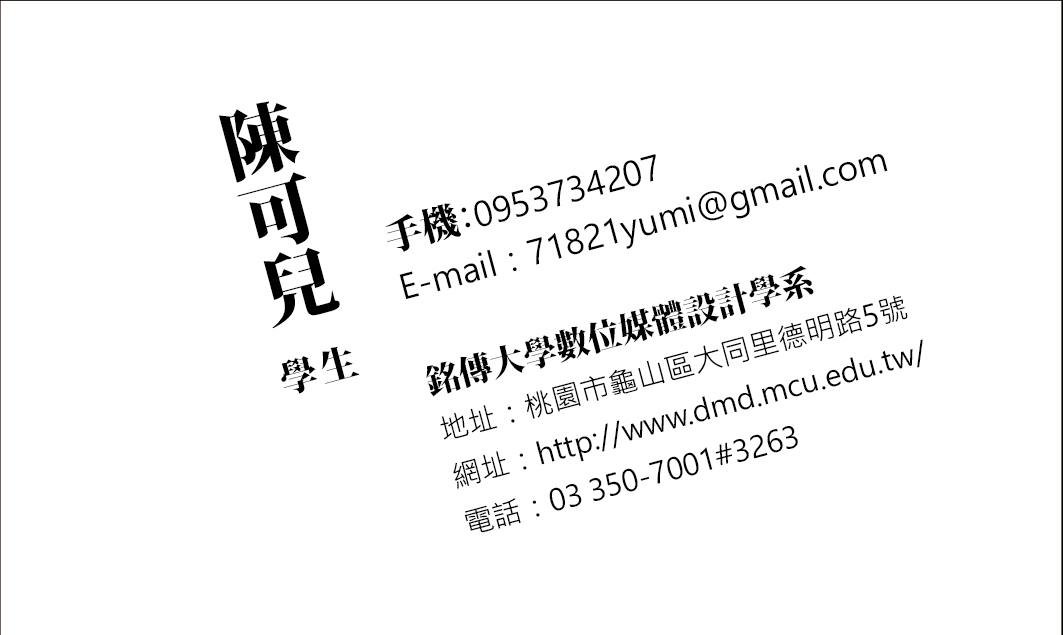 陳可兒
學生
手機:0953734207
E-mail：71821yumi@gmail.com
銘傳大學數位媒體設計學系
地址：桃園市龜山區大同里德明路5號
網址：http://www.dmd.mcu.edu.tw/
電話：03 350-7001#3263